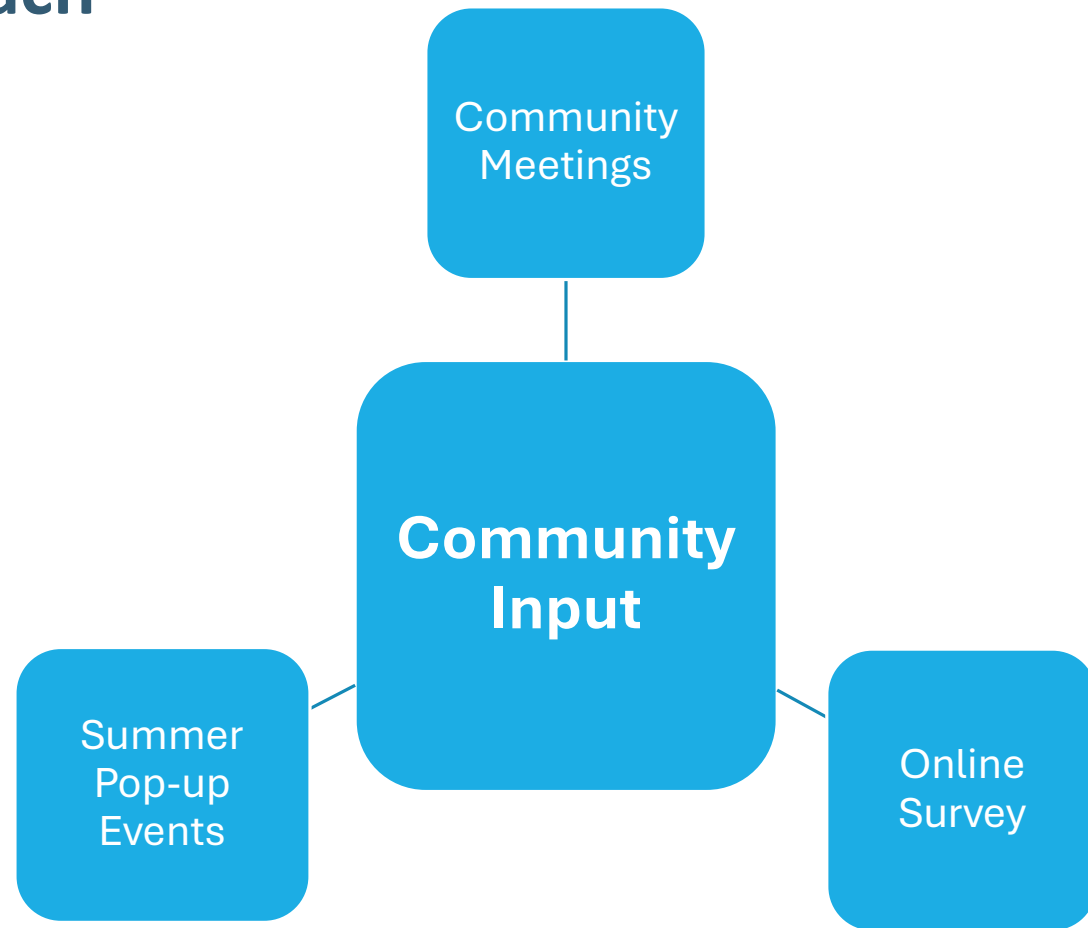 Community
Meetings
Community
Input
Summer
Pop-up
Events
Online
Survey